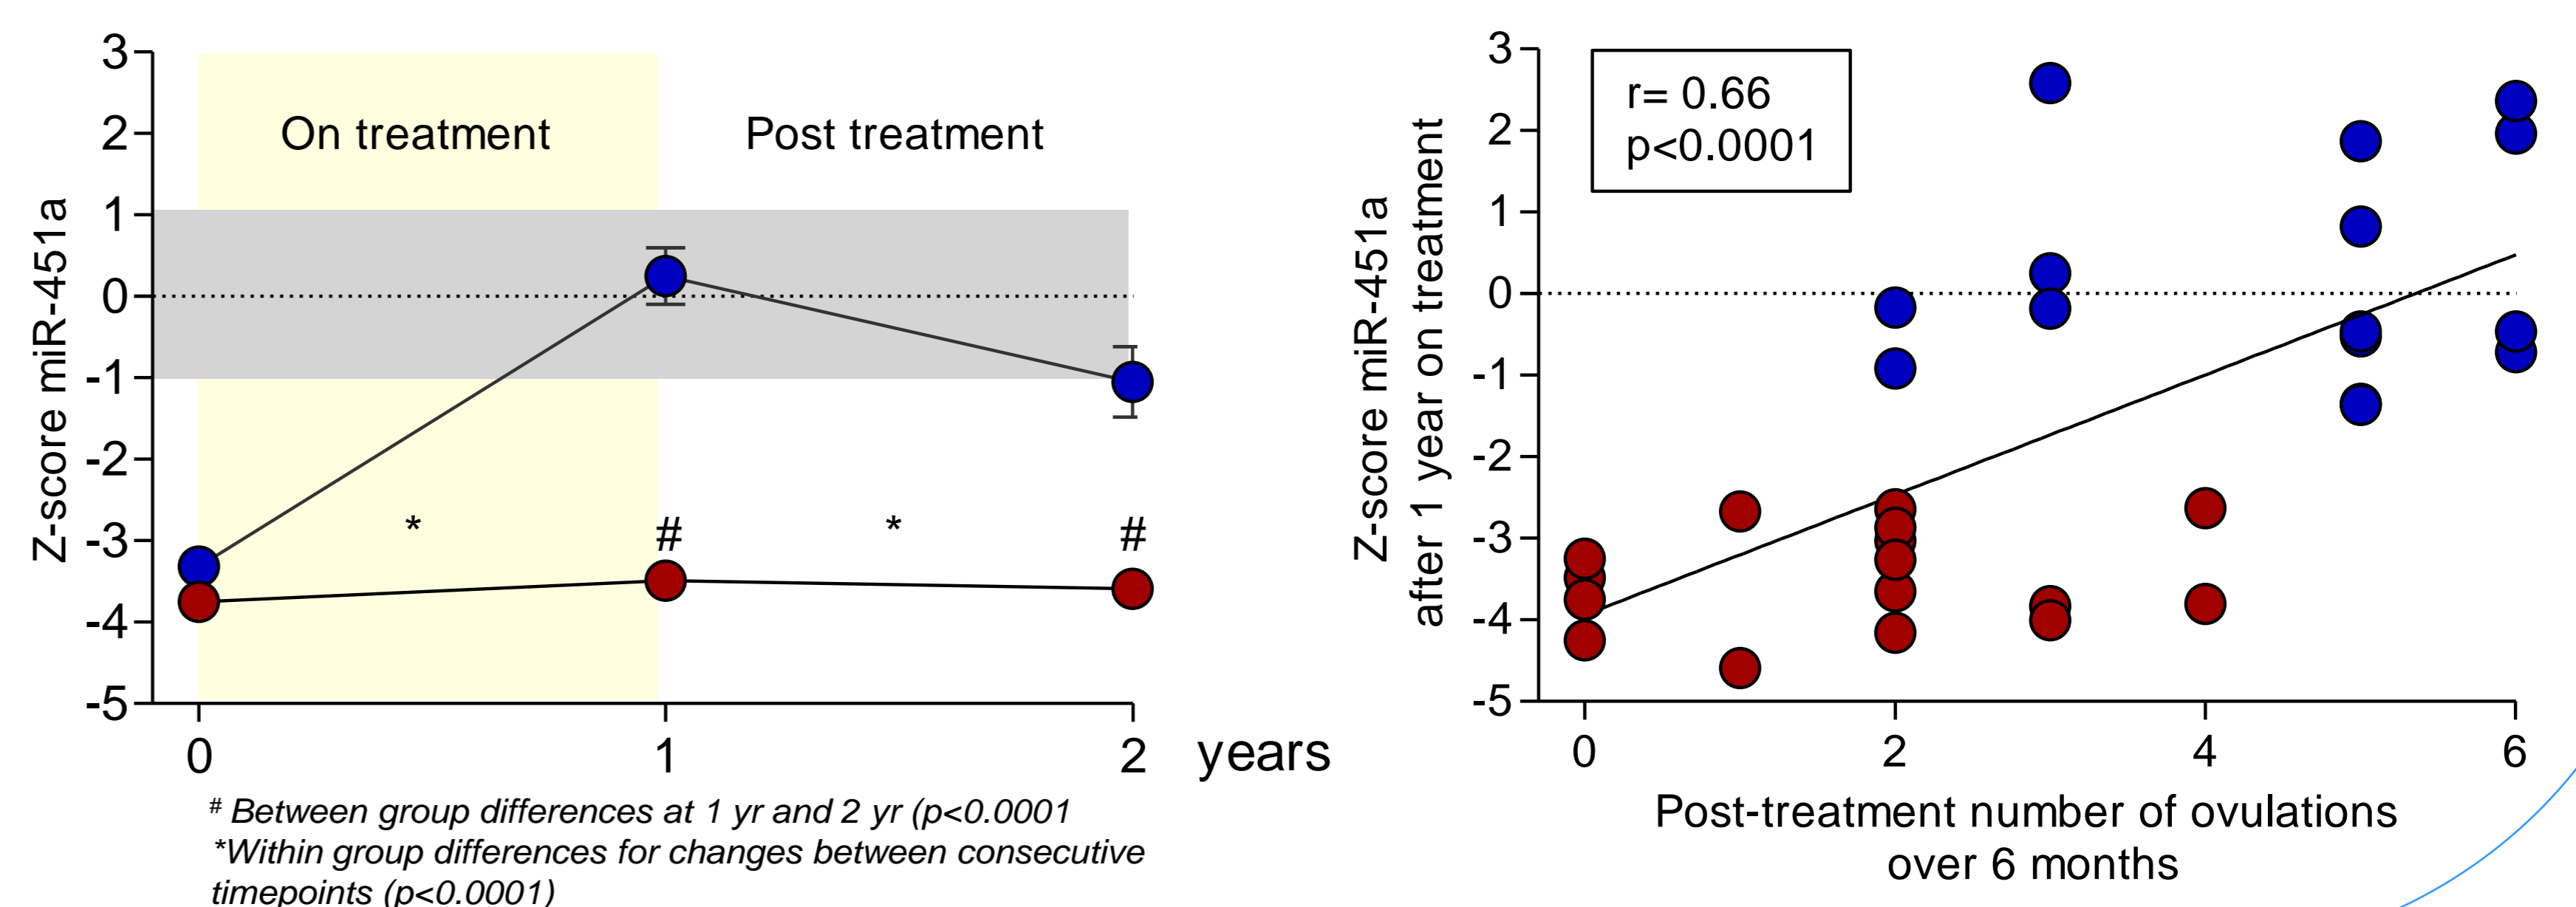 3
2
1
0
-1
-2
-3
-4
-5
Z-score miR-451a
On treatment
Post treatment
*
#
*
#
0
1
2
years
# Between group differences at 1 yr and 2 yr (p<0.0001
*Within group differences for changes between consecutive
timepoints (p<0.0001)
3
2
1
0
-1
-2
-3
-4
-5
Z-score miR-451a
after 1 year on treatment
r= 0.66
p<0.0001
0
2
4
6
Post-treatment number of ovulations
over 6 months